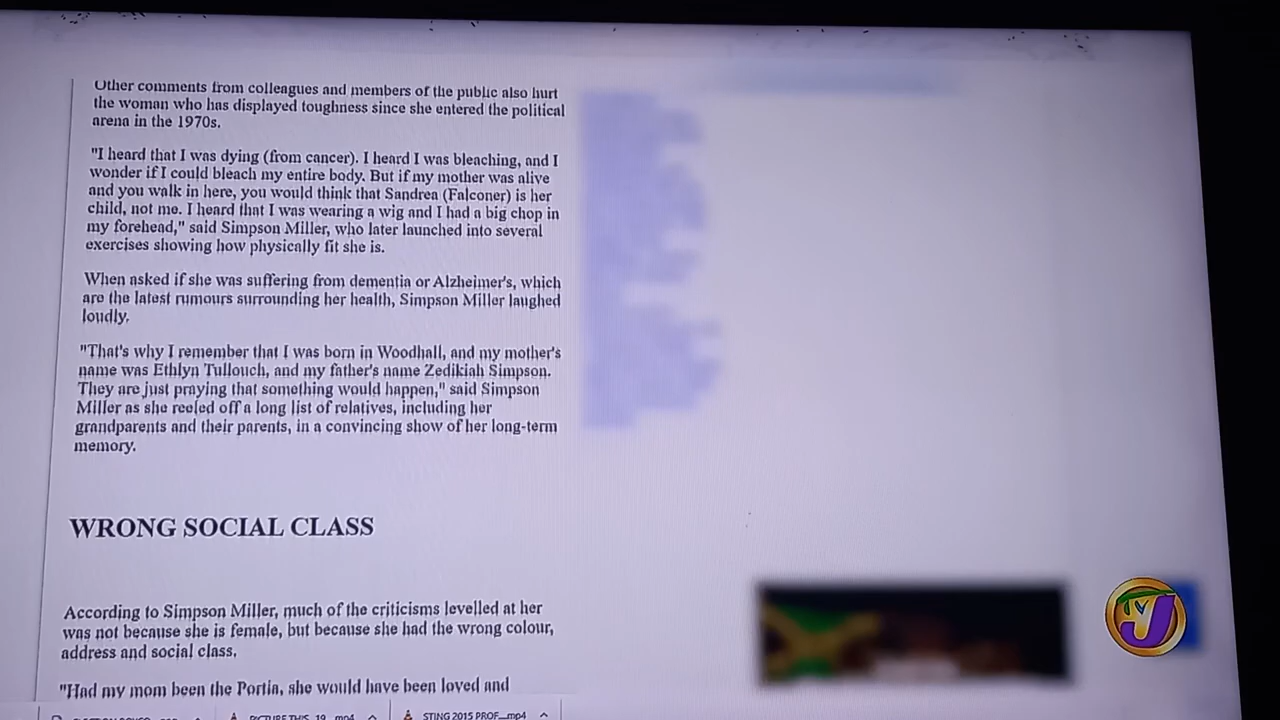 Other comments from colleagues and members of the public also hurt
the woman who has displayed toughness since she entered the political
arena in the 1970s.
"I heard that I was dying (from cancer). I heard I was bleaching, and I
wonder if I could bleach my entire body. But if my mother was alive
and you walk in here, you would think that Sandrea (Falconer) is her
child, not me. I heard that I was wearing a wig and I had a big chop in
my forehead," said Simpson Miller, who later launched into several
exercises showing how physically fit she is.
When asked if she was suffering from dementia or Alzheimer's, which
are the latest rumours surrounding her health, Simpson Miller laughed
loudly.
"That's why I remember that I was born in Woodhall, and my mother's
name was Ethlyn Tullouch, and my father's name Zedikiah Simpson.
They are just praying that something would happen," said Simpson
Miller as she reeled off a long list of relatives, including her
grandparents and their parents, in a convincing show of her long-term
memory.
WRONG SOCIAL CLASS
According to Simpson Miller, much of the criticisms levelled at her
was not because she is female, but because she had the wrong colour,
address and social class.
"Had my mom been the Portia, she would have been loved and
PICTURE THIS_19_.mp4
STING 2015 PROF....mp4
TVJ